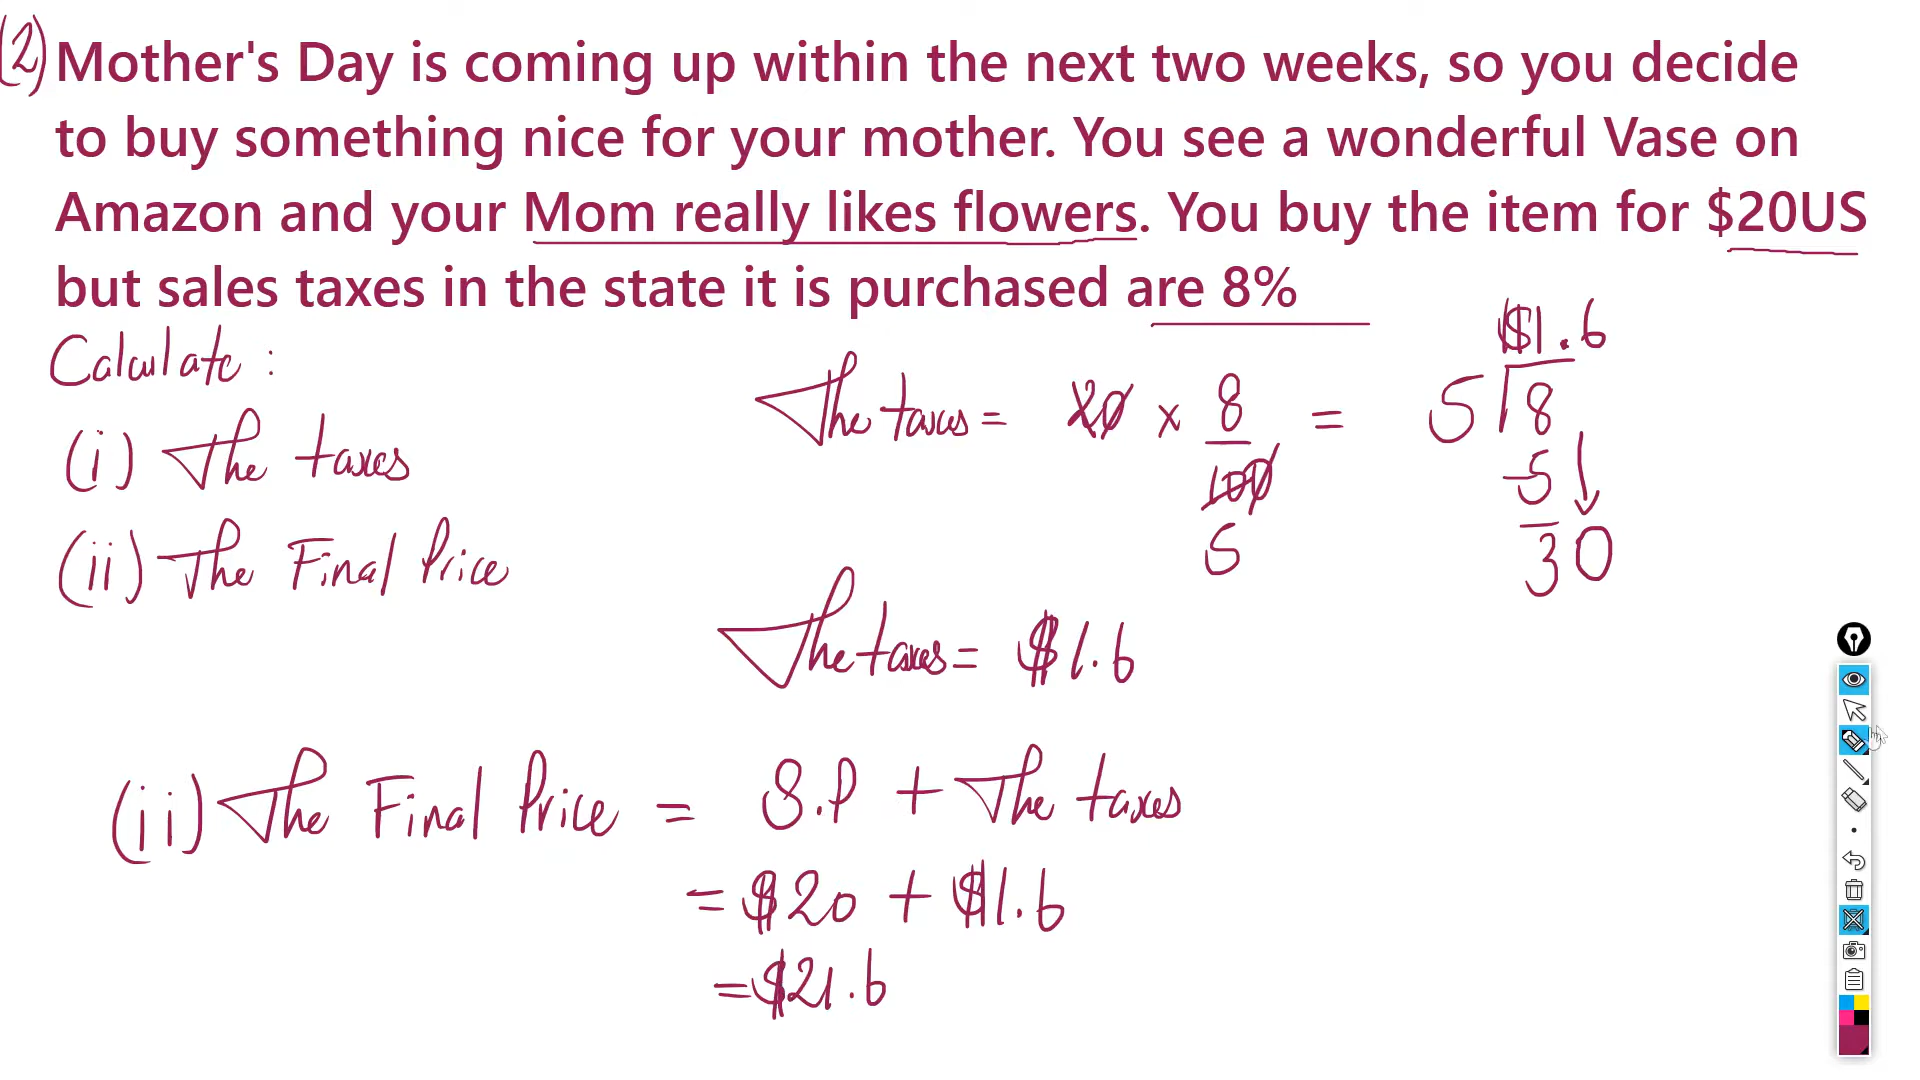 (2) Mother's Day is coming up within the next two weeks, so you decide
to buy something nice for your mother. You see a wonderful Vase on
Amazon and your Mom really likes flowers. You buy the item for $20US
but sales taxes in the state it is purchased are 8%
Calculate :
(i) The taxes
(ii) The Final Price
The taxes = 20 × 8/100 =
5
$1.6
5 8
-5
30
The taxes = $1.6
(ii) The Final Price = S.P + The taxes
= $20 + $1.6
= $21.6